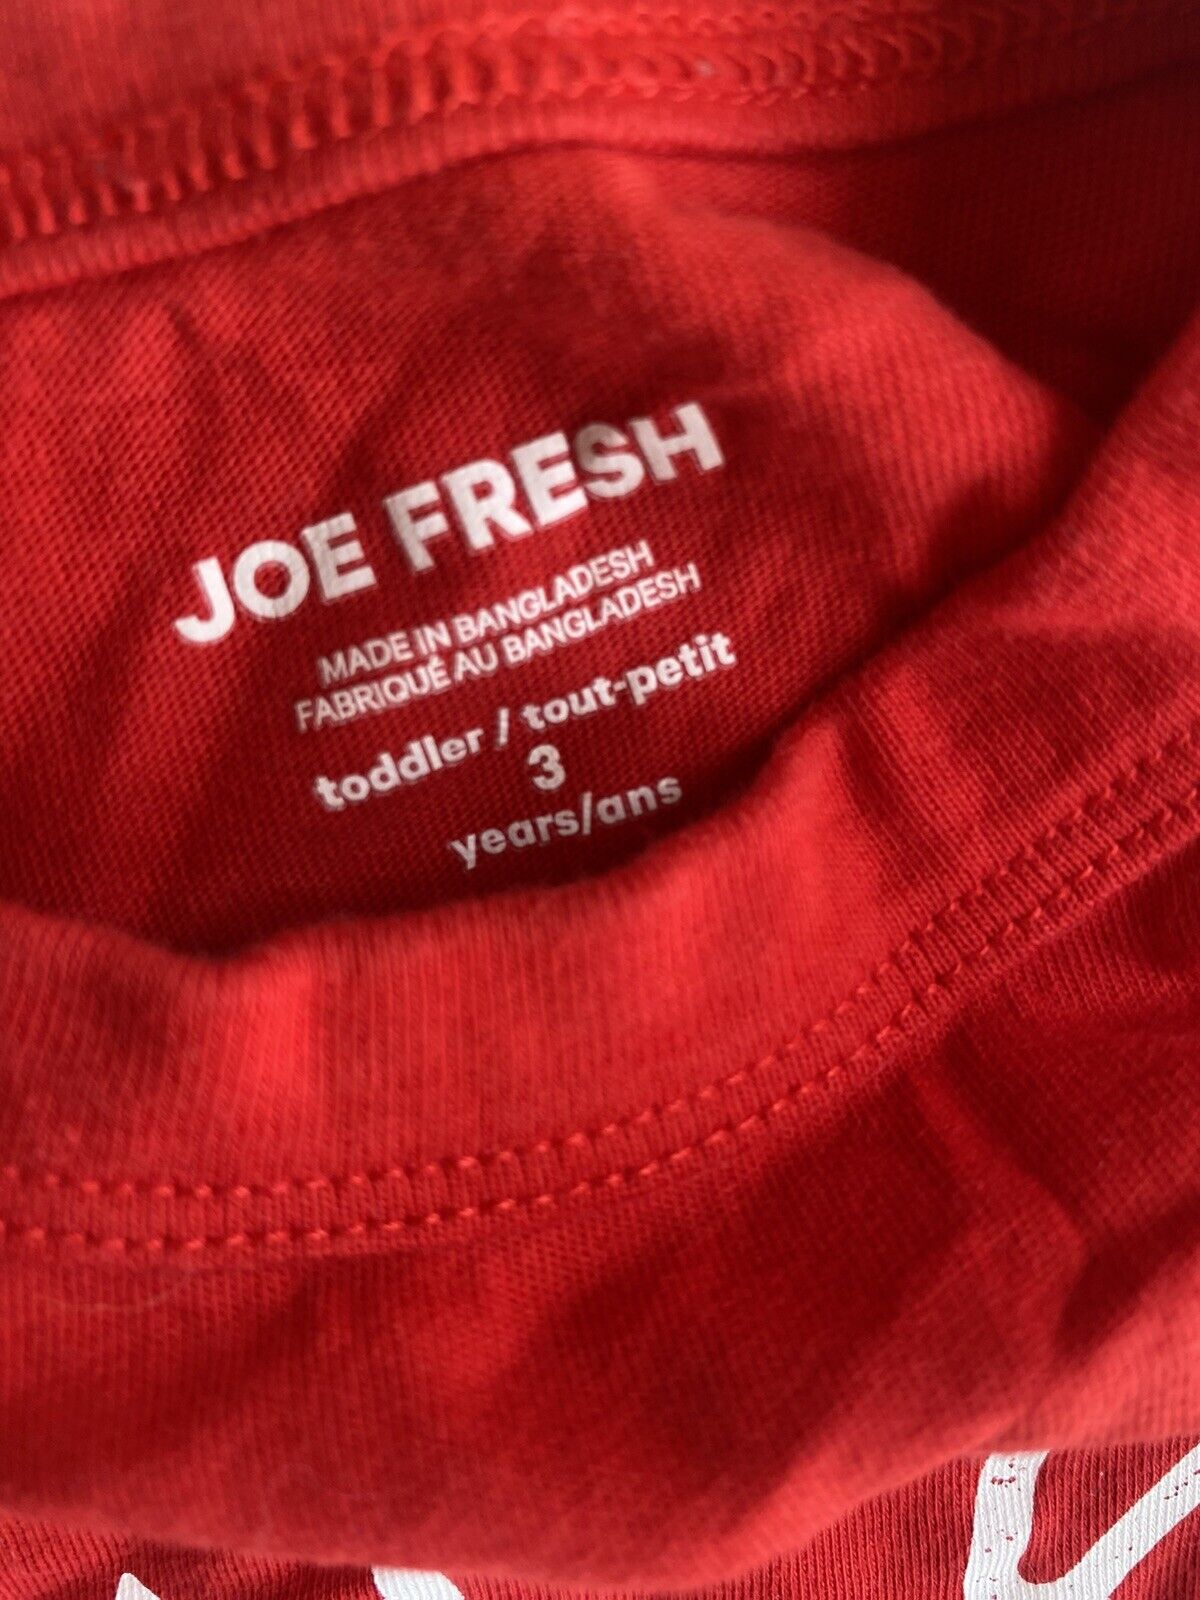 JOE FRESH
MADE IN BANGLADESH
FABRIQUÉ AU BANGLADESH
toddler / tout-petit
3
years/ans